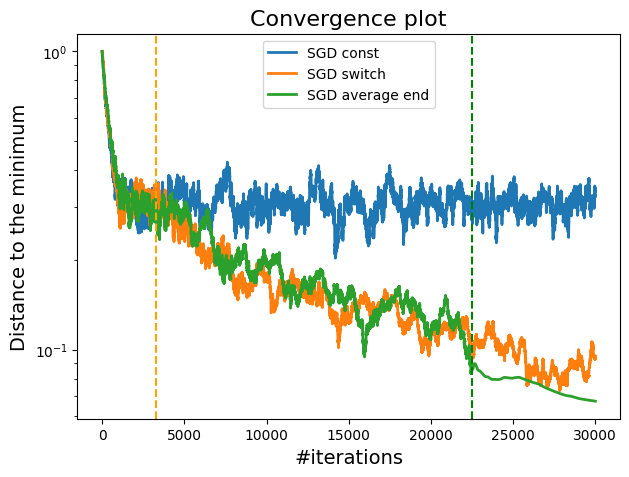 Convergence plot
SGD const
SGD switch
SGD average end
Distance to the minimum
10⁰
10⁻¹
0 5000 10000 15000 20000 25000 30000
#iterations